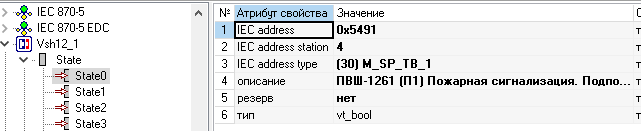 IEC 870-5
IEC 870-5 EDC
Vsh12_1
State
State0
State1
State2
State3
№ Атрибут свойства Значение
1 IEC address 0x5491
2 IEC address station 4
3 IEC address type (30) M_SP_TB_1
4 описание ПВШ-1261 (П1) Пожарная сигнализация. Подпо...
5 резерв нет
6 тип vt_bool